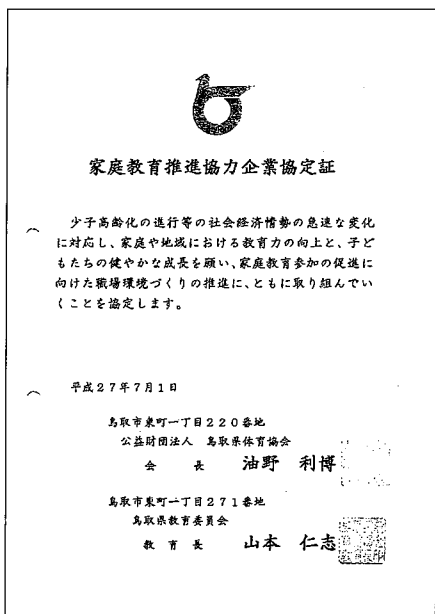 家庭教育推進協力企業協定証
少子高齢化の進行等の社会経済情勢の急速な変化
に対応し、家庭や地域における教育力の向上と、子ど
もたちの健やかな成長を願い、家庭教育参加の促進に
向けた職場環境づくりの推進に、ともに取り組んでい
くことを協定します。
平成27年7月1日
鳥取市東町一丁目220番地
公益財団法人 鳥取県体育協会
会 長 油野 利博
鳥取市東町一丁目271番地
鳥取県教育委員会
教 育 長 山本 仁志